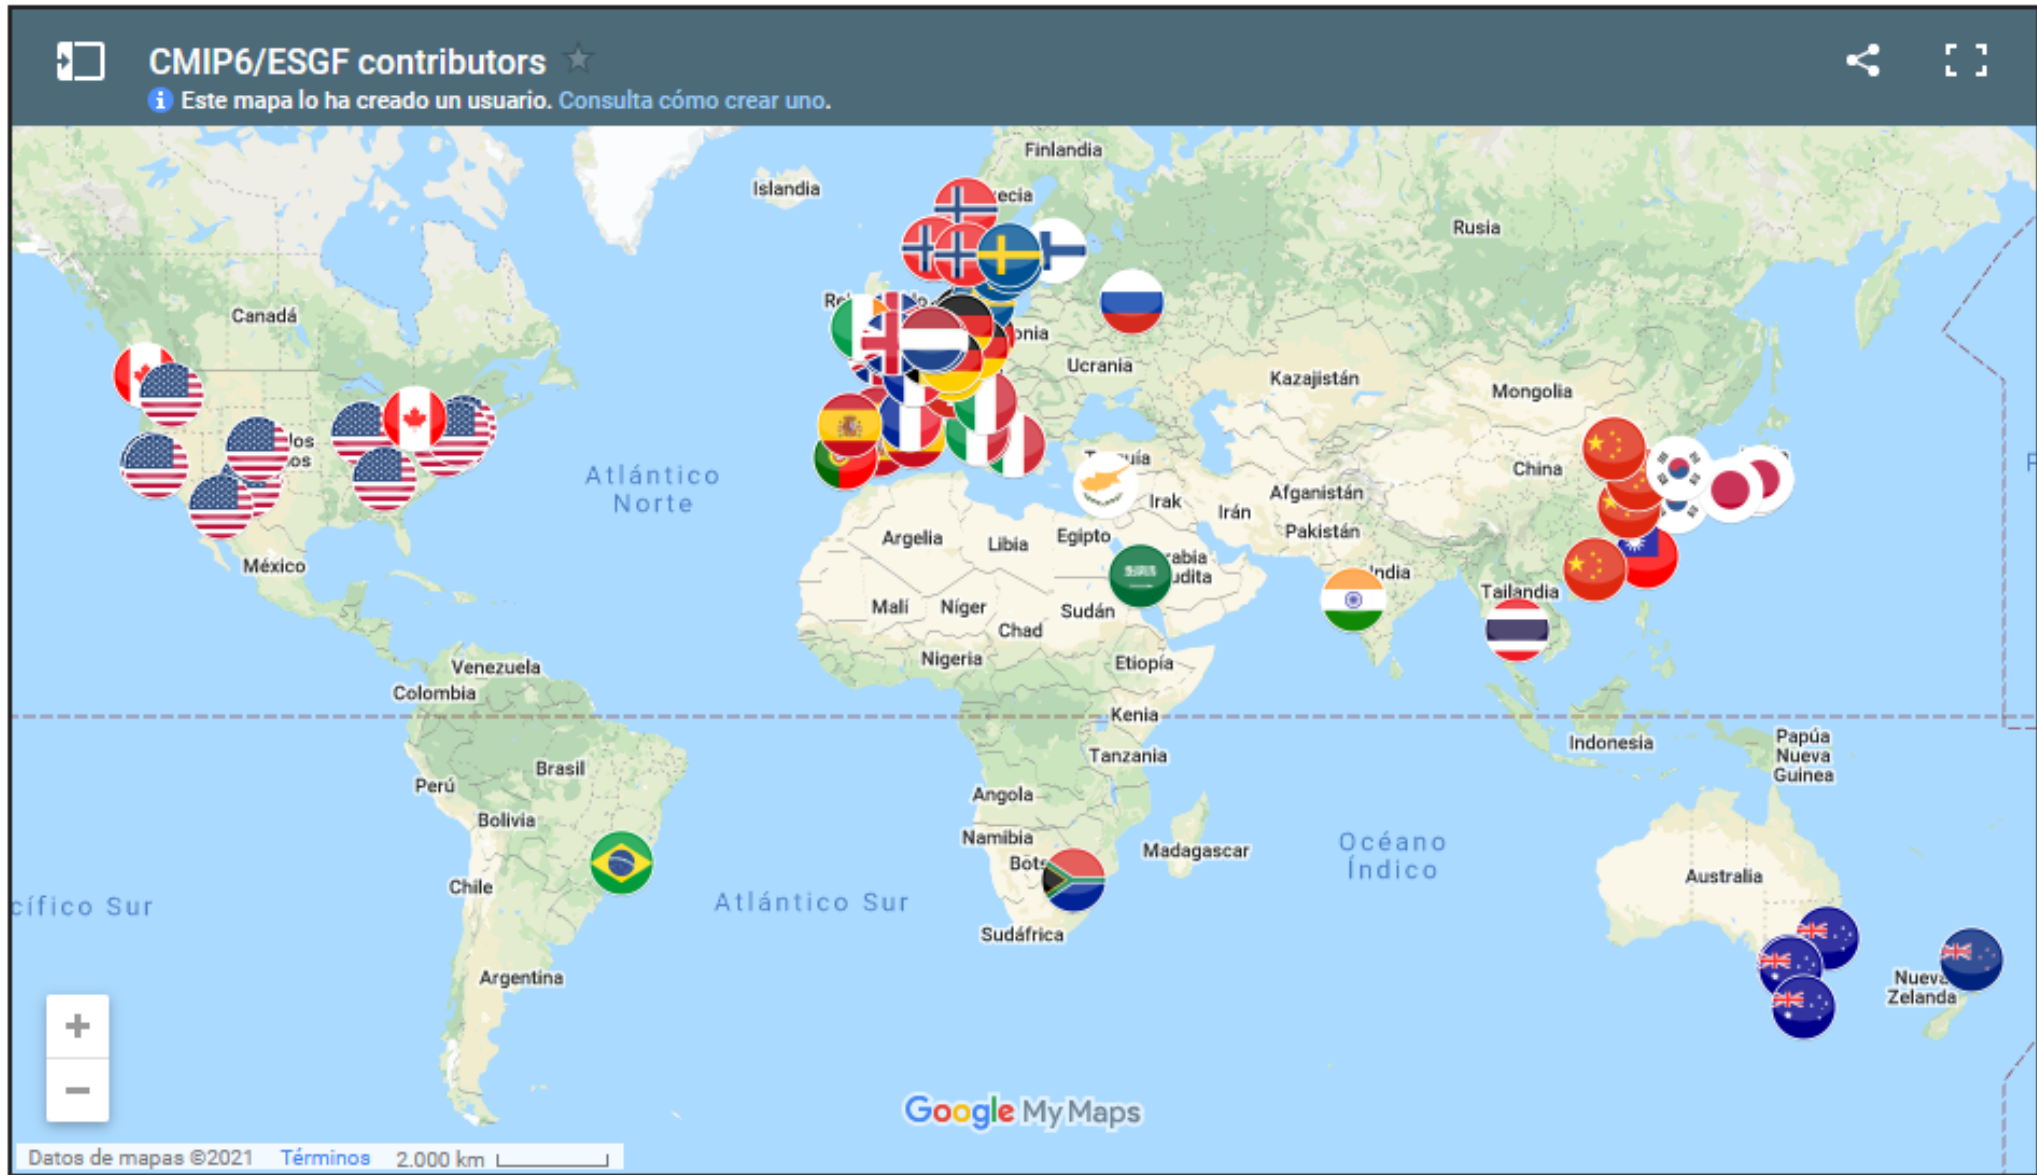 CMIP6/ESGF contributors
Este mapa lo ha creado un usuario. Consulta cómo crear uno.
Finlandia
Islandia
Rusia
Canadá
Ucrania
Kazajistán
Mongolia
Atlántico
Norte
China
Irak
Afganistán
Irán
Pakistán
Argelia
Libia
Egipto
México
India
Tailandia
Malí
Níger
Sudán
Chad
Nigeria
Etiopía
Venezuela
Colombia
Kenia
Indonesia
Papúa
Nueva
Guinea
Brasil
Tanzania
Perú
Angola
Bolivia
Namibia
Madagascar
Océano
Índico
Chile
Australia
cífico Sur
Atlántico Sur
Sudáfrica
Argentina
Nueva
Zelanda
Google My Maps
Datos de mapas ©2021 Términos 2.000 km